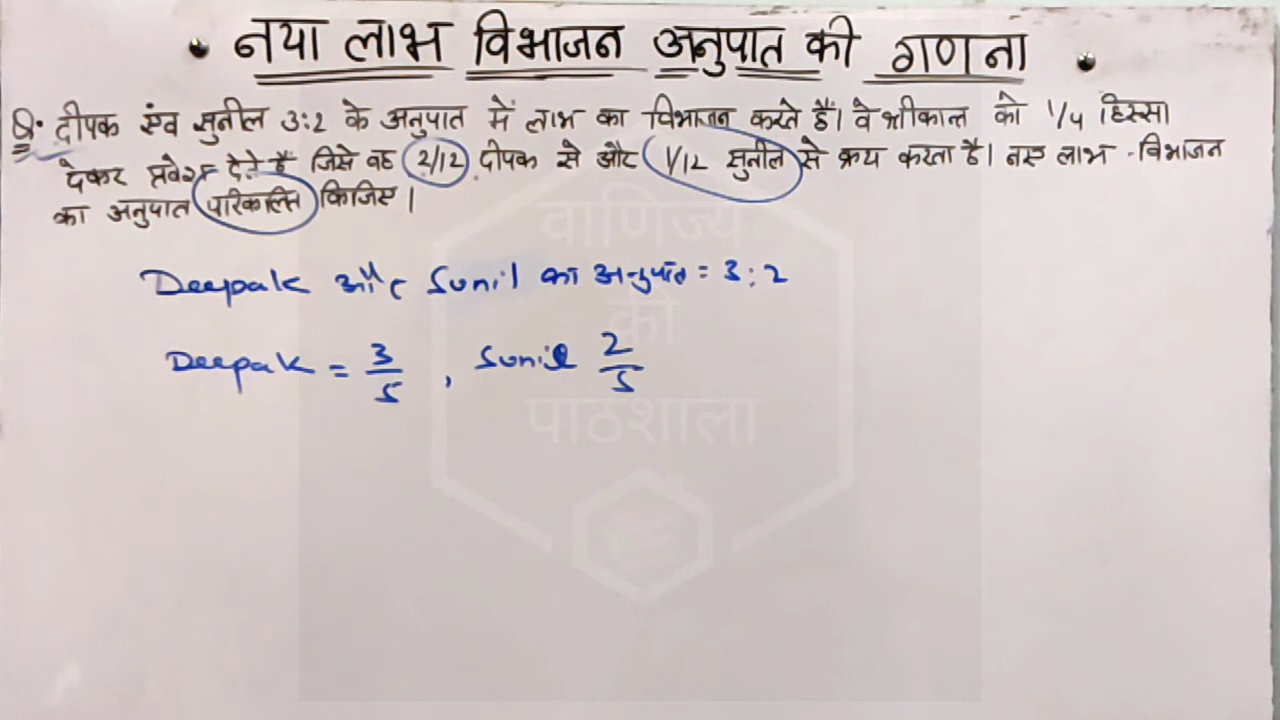 • नया लाभ विभाजन अनुपात की गणना •
Q. दीपक एंव सुनील 3:2 के अनुपात में लाभ का विभाजन करते हैं। वे श्रीकान्त को 1/4 हिस्सा
देकर प्रवेश देते हैं जिसे वह 2/12 दीपक से और 1/12 सुनील से क्रय करता है। नए लाभ - विभाजन
का अनुपात परिकलित किजिए।
Deepak और Sunil का अनुपात = 3:2
Deepak = 3/5 , Sunil 2/5
वाणिज्य
की
पाठशाला